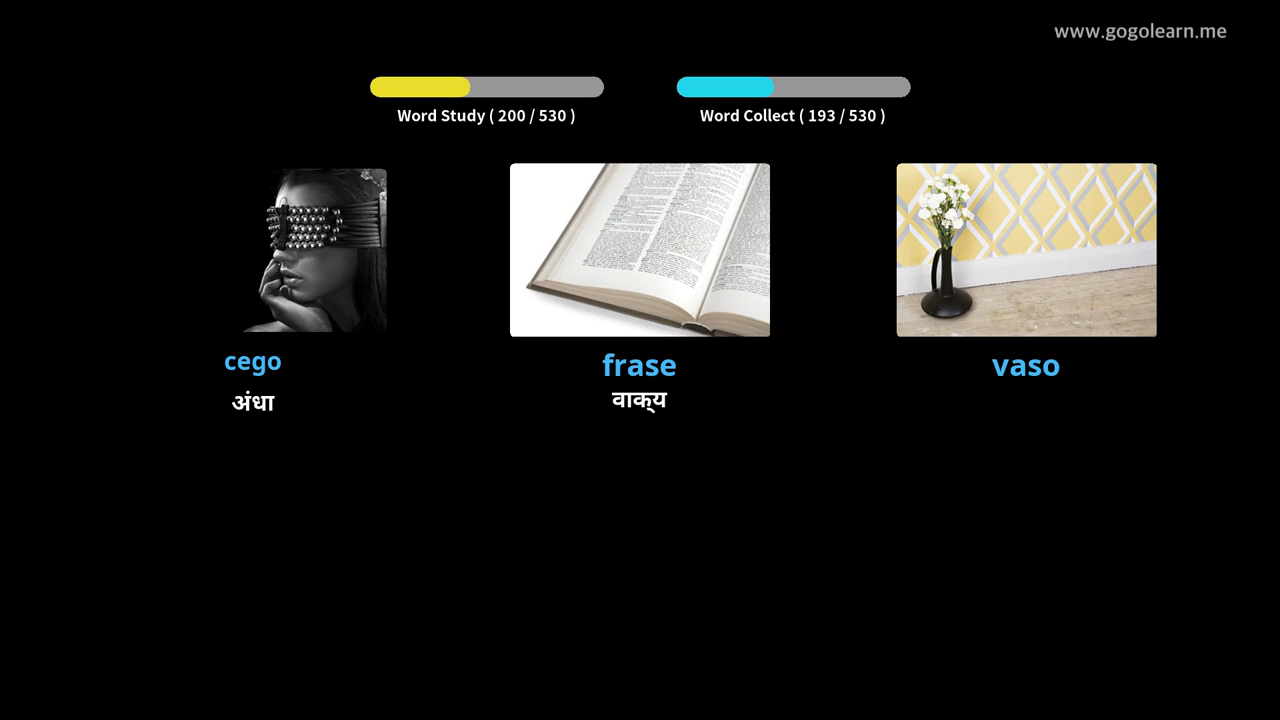 www.gogolearn.me
Word Study ( 200 / 530 )
Word Collect ( 193 / 530 )
cego
अंधा
frase
वाक्य
vaso